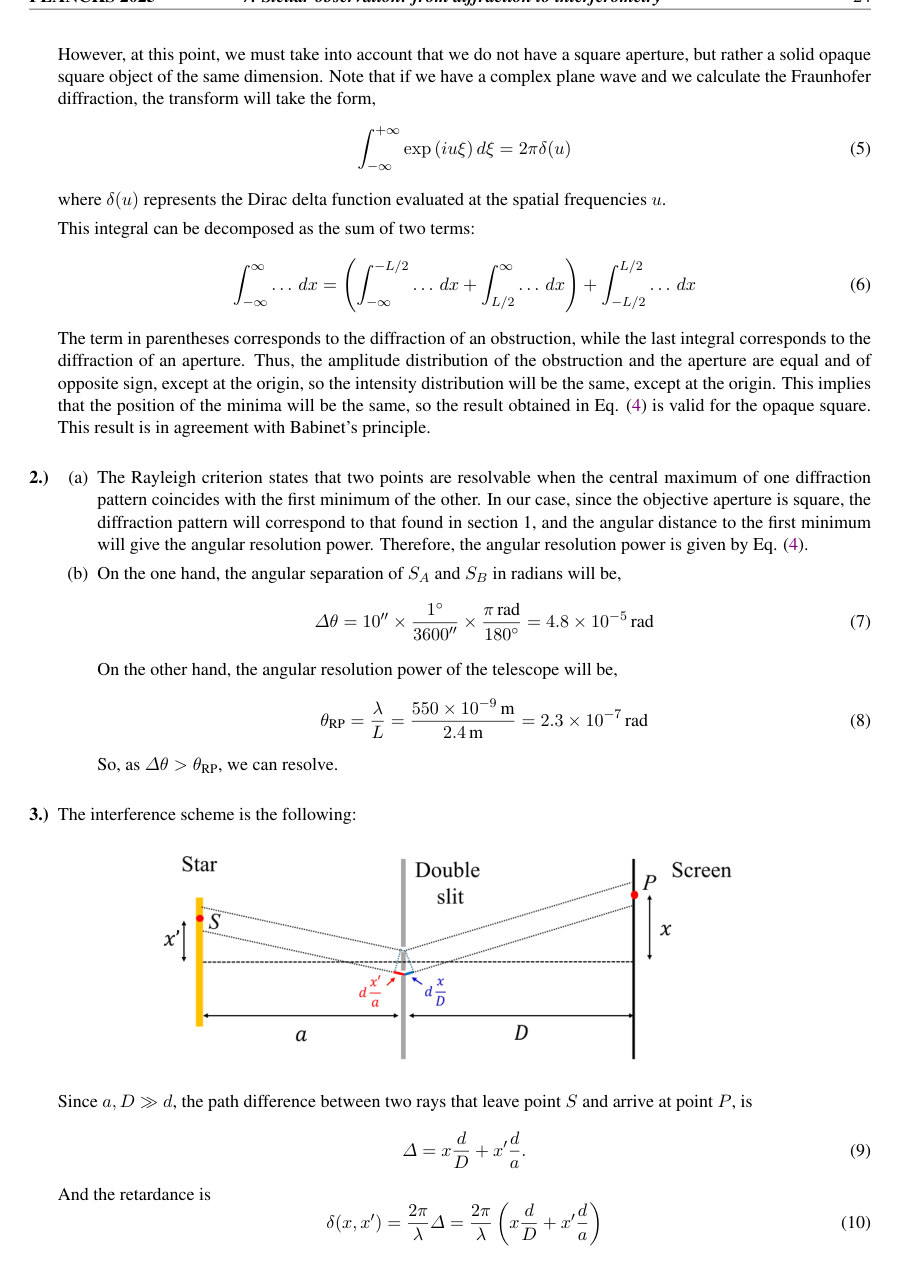 However, at this point, we must take into account that we do not have a square aperture, but rather a solid opaque
square object of the same dimension. Note that if we have a complex plane wave and we calculate the Fraunhofer
diffraction, the transform will take the form,
∫_{−∞}^{+∞} exp (iuξ) dξ = 2πδ(u) (5)
where δ(u) represents the Dirac delta function evaluated at the spatial frequencies u.
This integral can be decomposed as the sum of two terms:
∫_{−∞}^{∞} … dx = (∫_{−∞}^{−L/2} … dx + ∫_{L/2}^{∞} … dx) + ∫_{−L/2}^{L/2} … dx (6)
The term in parentheses corresponds to the diffraction of an obstruction, while the last integral corresponds to the
diffraction of an aperture. Thus, the amplitude distribution of the obstruction and the aperture are equal and of
opposite sign, except at the origin, so the intensity distribution will be the same, except at the origin. This implies
that the position of the minima will be the same, so the result obtained in Eq. (4) is valid for the opaque square.
This result is in agreement with Babinet's principle.
2.) (a) The Rayleigh criterion states that two points are resolvable when the central maximum of one diffraction
pattern coincides with the first minimum of the other. In our case, since the objective aperture is square, the
diffraction pattern will correspond to that found in section 1, and the angular distance to the first minimum
will give the angular resolution power. Therefore, the angular resolution power is given by Eq. (4).
(b) On the one hand, the angular separation of S_A and S_B in radians will be,
Δθ = 10″ × 1°/3600″ × π rad/180° = 4.8 × 10^{−5} rad (7)
On the other hand, the angular resolution power of the telescope will be,
θ_RP = λ/L = 550 × 10^{−9} m/2.4 m = 2.3 × 10^{−7} rad (8)
So, as Δθ > θ_RP, we can resolve.
3.) The interference scheme is the following:
Star
Double
slit
Screen
P
S
x′
x
d x′/a
d x/D
a
D
Since a, D ≫ d, the path difference between two rays that leave point S and arrive at point P, is
Δ = x d/D + x′ d/a. (9)
And the retardance is
δ(x, x′) = 2π/λ Δ = 2π/λ (x d/D + x′ d/a) (10)